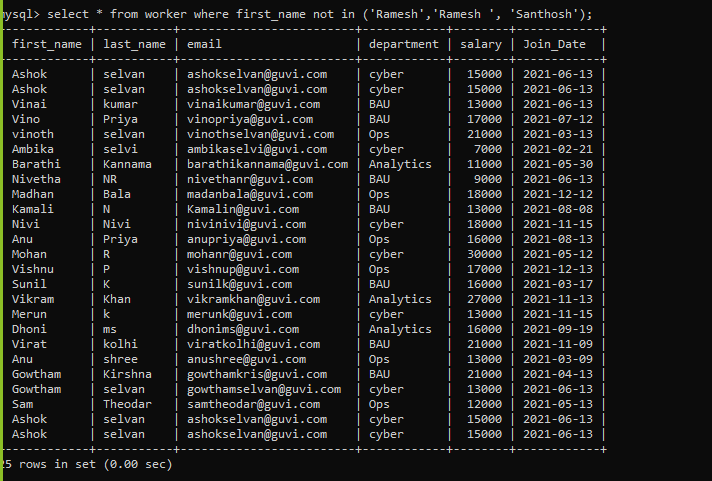 mysql> select * from worker where first_name not in ('Ramesh','Ramesh ', 'Santhosh');
first_name | last_name | email | department | salary | Join_Date |
Ashok | selvan | ashokselvan@guvi.com | cyber | 15000 | 2021-06-13 |
Ashok | selvan | ashokselvan@guvi.com | cyber | 15000 | 2021-06-13 |
Vinai | kumar | vinaikumar@guvi.com | BAU | 13000 | 2021-06-13 |
Vino | Priya | vinopriya@guvi.com | BAU | 17000 | 2021-07-12 |
vinoth | selvan | vinothselvan@guvi.com | Ops | 21000 | 2021-03-13 |
Ambika | selvi | ambikaselvi@guvi.com | cyber | 7000 | 2021-02-21 |
Barathi | Kannama | barathikannama@guvi.com | Analytics | 11000 | 2021-05-30 |
Nivetha | NR | nivethanr@guvi.com | BAU | 9000 | 2021-06-13 |
Madhan | Bala | madanbala@guvi.com | Ops | 18000 | 2021-12-12 |
Kamali | N | Kamalin@guvi.com | BAU | 13000 | 2021-08-08 |
Nivi | Nivi | nivinivi@guvi.com | cyber | 18000 | 2021-11-15 |
Anu | Priya | anupriya@guvi.com | Ops | 16000 | 2021-08-13 |
Mohan | R | mohanr@guvi.com | cyber | 30000 | 2021-05-12 |
Vishnu | P | vishnup@guvi.com | Ops | 17000 | 2021-12-13 |
Sunil | K | sunilk@guvi.com | BAU | 16000 | 2021-03-17 |
Vikram | Khan | vikramkhan@guvi.com | Analytics | 27000 | 2021-11-13 |
Merun | k | merunk@guvi.com | cyber | 13000 | 2021-11-15 |
Dhoni | ms | dhonims@guvi.com | Analytics | 16000 | 2021-09-19 |
Virat | kolhi | viratkolhi@guvi.com | BAU | 21000 | 2021-11-09 |
Anu | shree | anushree@guvi.com | Ops | 13000 | 2021-03-09 |
Gowtham | Kirshna | gowthamkris@guvi.com | BAU | 21000 | 2021-04-13 |
Gowtham | selvan | gowthamselvan@guvi.com | cyber | 13000 | 2021-06-13 |
Sam | Theodar | samtheodar@guvi.com | Ops | 12000 | 2021-05-13 |
Ashok | selvan | ashokselvan@guvi.com | cyber | 15000 | 2021-06-13 |
Ashok | selvan | ashokselvan@guvi.com | cyber | 15000 | 2021-06-13 |
25 rows in set (0.00 sec)